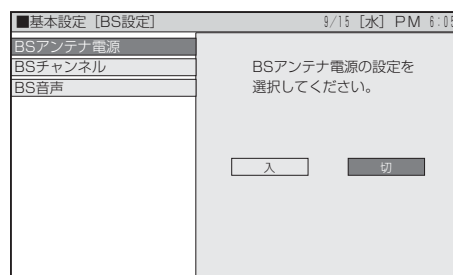 ■基本設定［BS設定］ 9/15［水］PM 6:05
BSアンテナ電源
BSチャンネル
BS音声
BSアンテナ電源の設定を
選択してください。
入 切